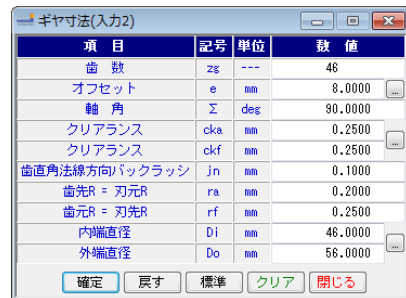 ギヤ寸法(入力2)
項 目 記号 単位 数 値
歯 数 zg --- 46
オフセット e mm 8.0000 ...
軸 角 Σ deg 90.0000
クリアランス cka mm 0.2500
クリアランス ckf mm 0.2500 ...
歯直角法線方向バックラッシ jn mm 0.1000
歯先R = 刃元R ra mm 0.2000
歯元R = 刃先R rf mm 0.2500
内端直径 Di mm 46.0000
外端直径 Do mm 56.0000 ...
確定 戻す 標準 クリア 閉じる